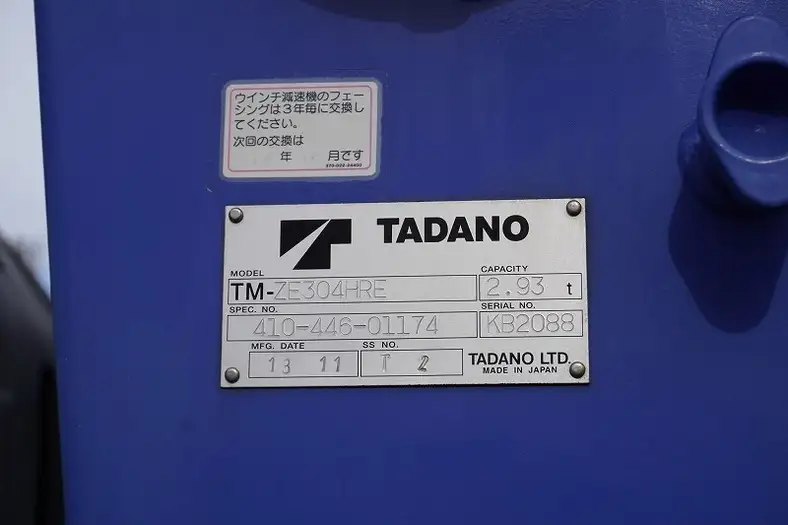 ウインチ減速機のフェー
シングは3年毎に交換し
てください。
次回の交換は
年 月です
TADANO
MODEL CAPACITY
TM-ZE304HRE 2.93 t
SPEC. NO. SERIAL NO.
410-446-01174 KB2088
MFG. DATE SS NO.
13 11 T 2 TADANO LTD.
MADE IN JAPAN